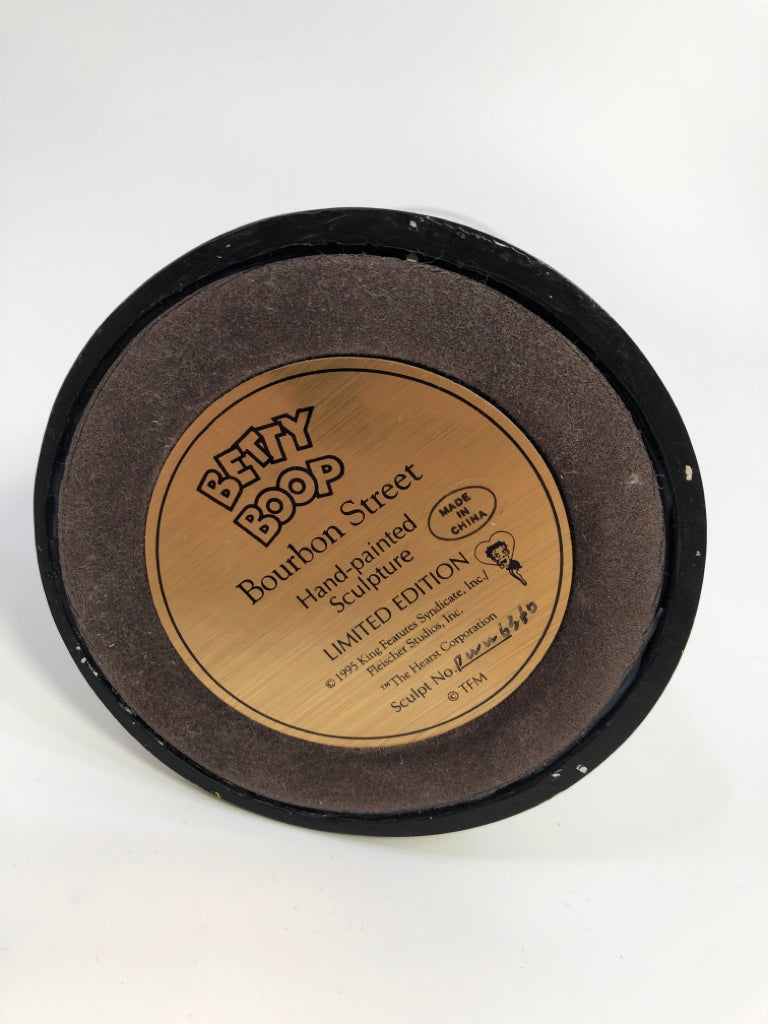 BETTY
BOOP
Bourbon Street
Hand-painted
Sculpture
MADE
IN
CHINA
LIMITED EDITION
© 1995 King Features Syndicate, Inc./
Fleischer Studios, Inc.
™The Hearst Corporation
Sculpt No.
© TFM